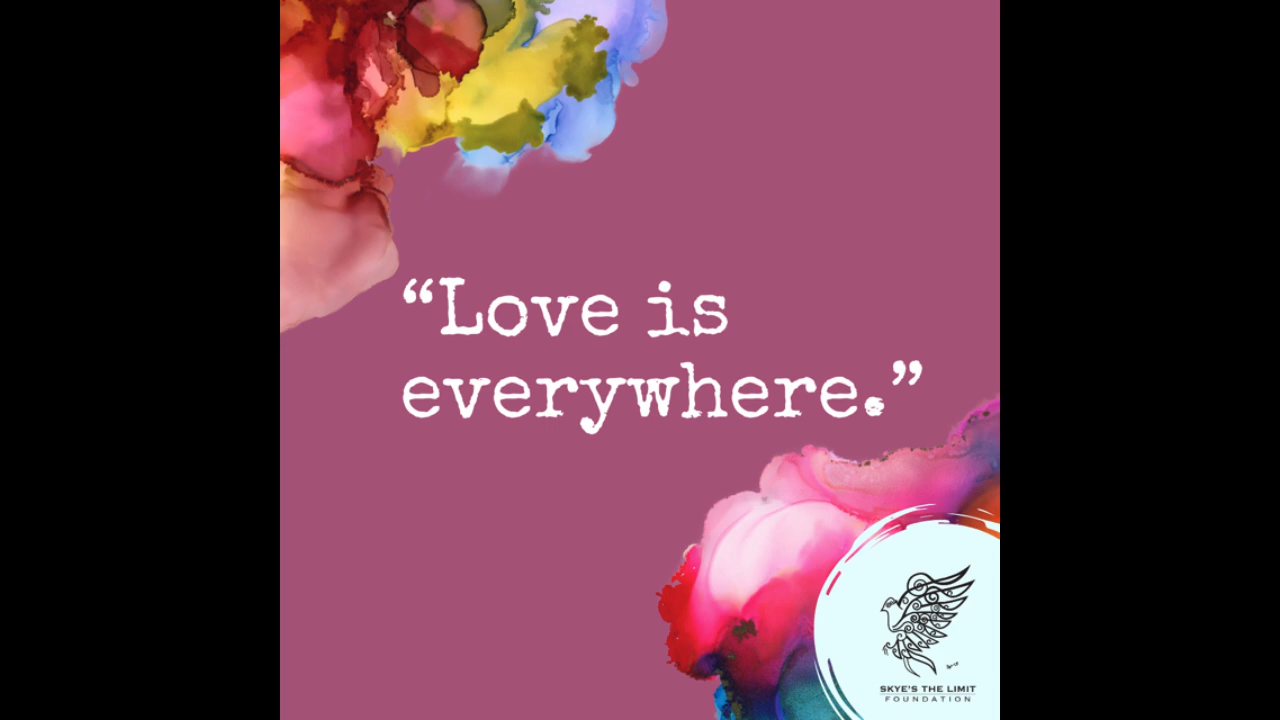 “Love is
everywhere.”
SKYE'S THE LIMIT
FOUNDATION